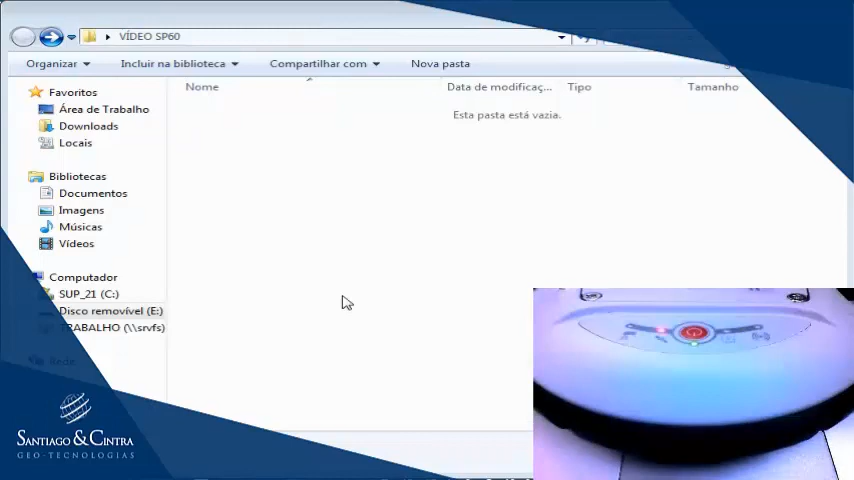 VÍDEO SP60
Organizar
Incluir na biblioteca
Compartilhar com
Nova pasta
Nome
Data de modificaç...
Tipo
Tamanho
Esta pasta está vazia.
Favoritos
Área de Trabalho
Downloads
Locais
Bibliotecas
Documentos
Imagens
Músicas
Vídeos
Computador
SUP_21 (C:)
Disco removível (E:)
TRABALHO (\\srvfs)
Rede
SANTIAGO & CINTRA
GEO-TECNOLOGIAS